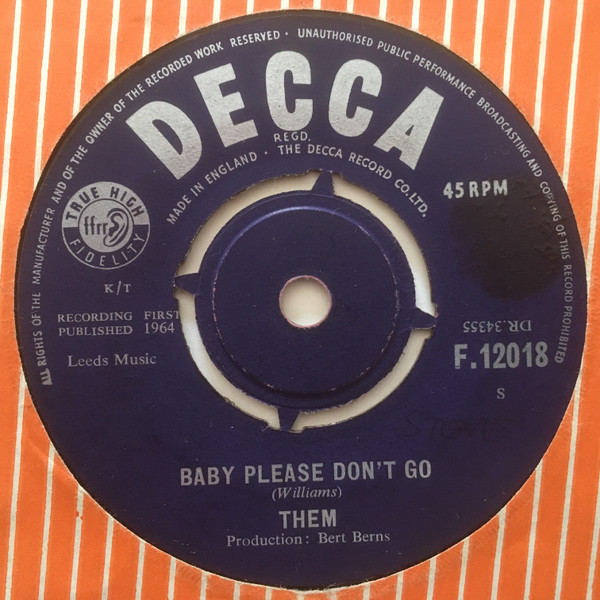 ALL RIGHTS OF THE MANUFACTURER AND OF THE OWNER OF THE RECORDED WORK RESERVED · UNAUTHORISED PUBLIC PERFORMANCE BROADCASTING AND COPYING OF THIS RECORD PROHIBITED
DECCA
REGD.
MADE IN ENGLAND · THE DECCA RECORD CO. LTD.
45 RPM
TRUE HIGH
ffrr
FIDELITY
K/T
RECORDING FIRST
PUBLISHED 1964
Leeds Music
DR.34355
F.12018
S
BABY PLEASE DON'T GO
(Williams)
THEM
Production: Bert Berns